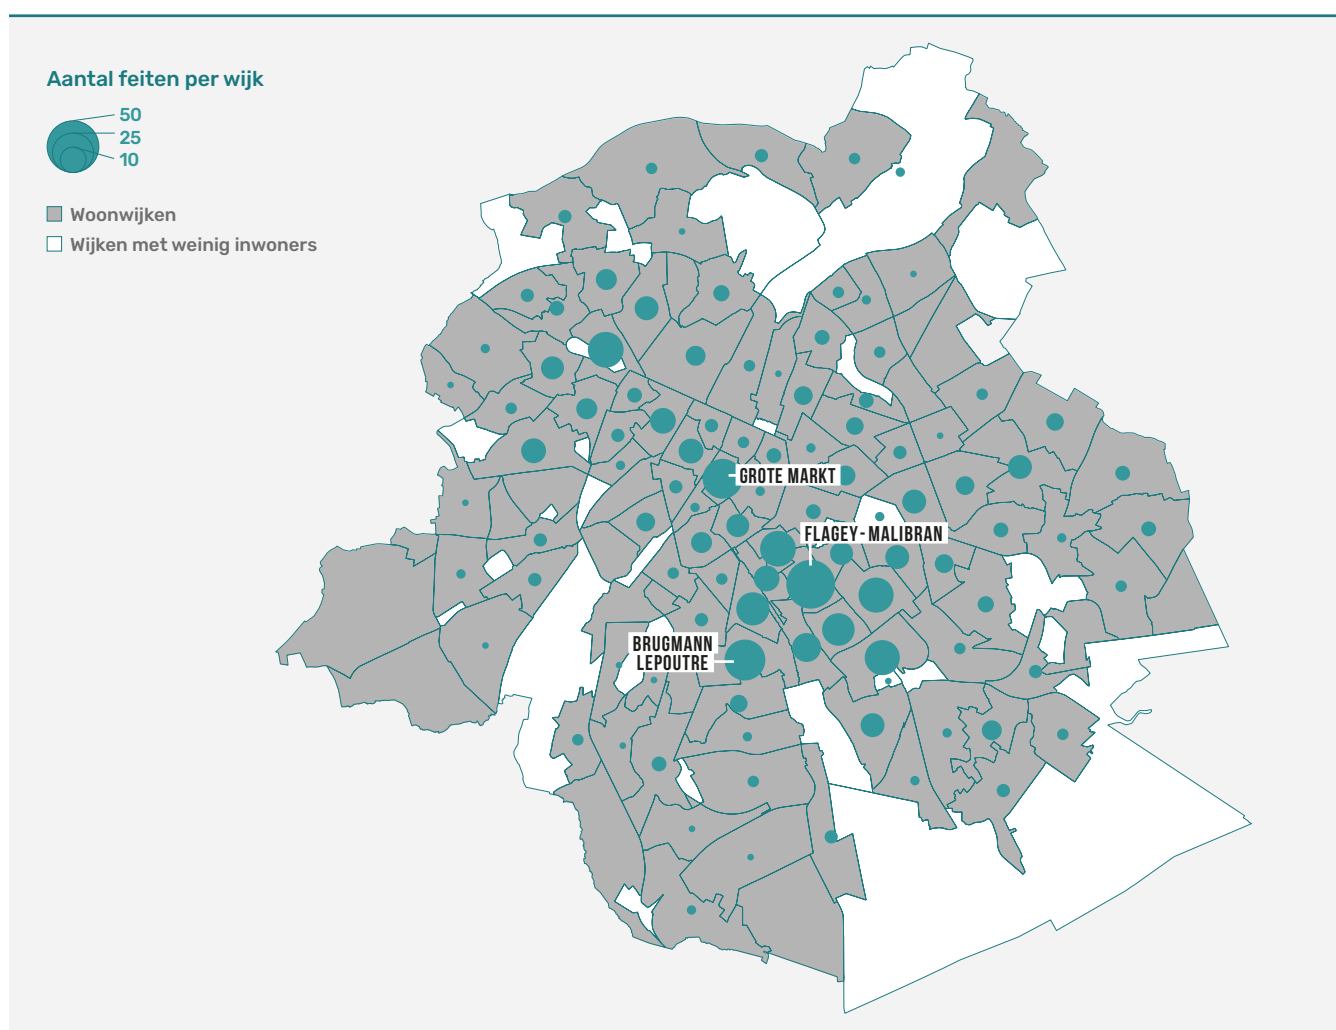 Aantal feiten per wijk
50
25
10
Woonwijken
Wijken met weinig inwoners
GROTE MARKT
FLAGEY-MALIBRAN
BRUGMANN
LEPOUTRE